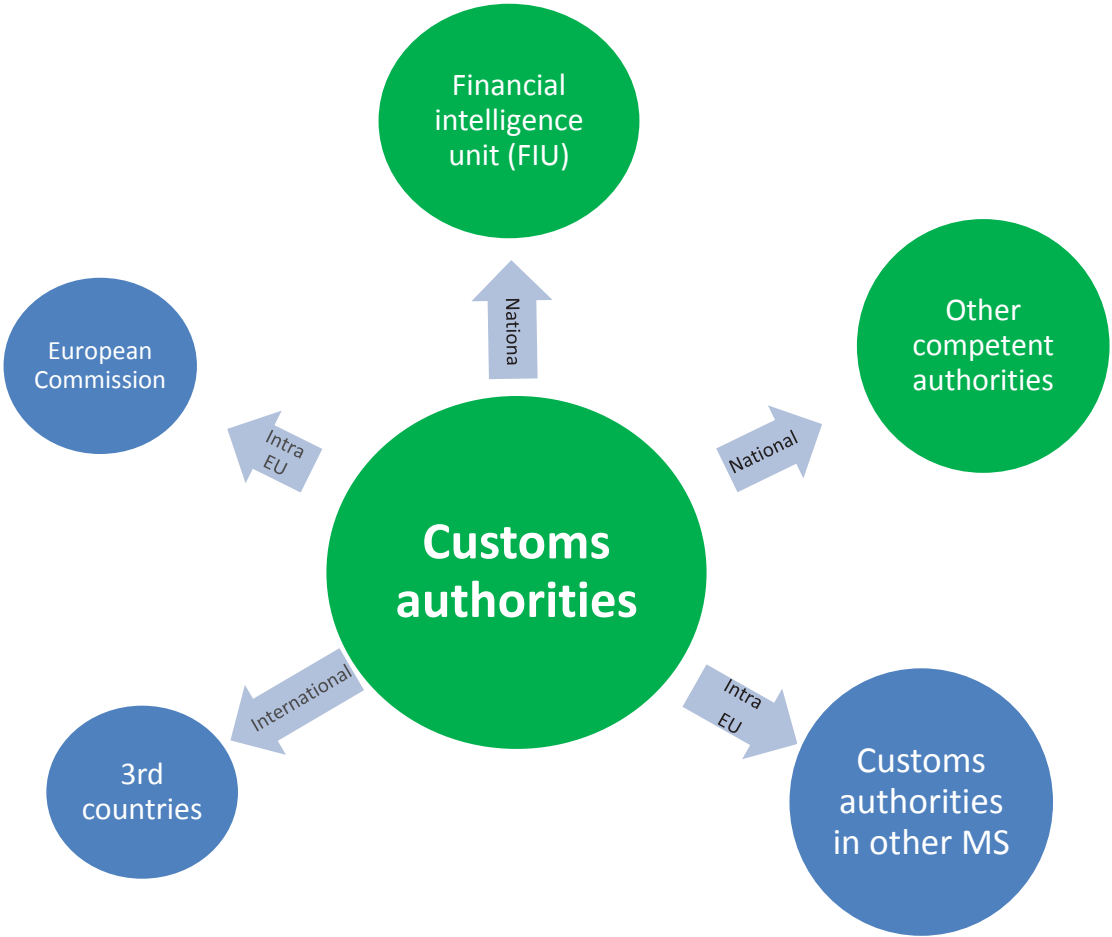 Financial
intelligence
unit (FIU)
Nationa
Other
competent
authorities
National
European
Commission
Intra
EU
Customs
authorities
International
3rd
countries
Intra
EU
Customs
authorities
in other MS